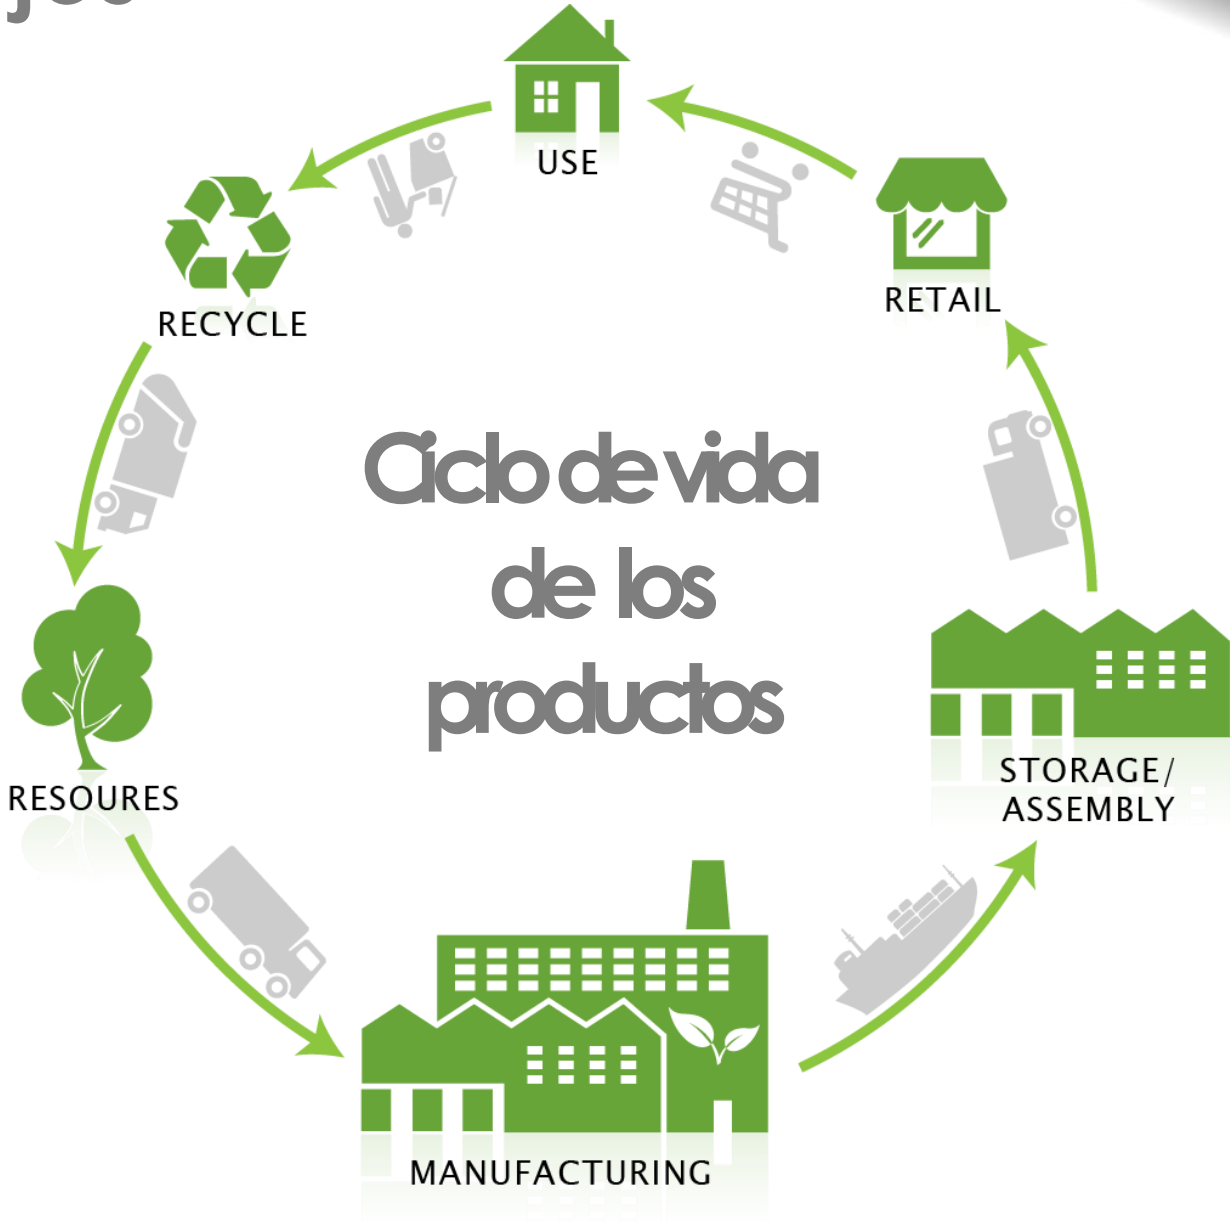 USE
RETAIL
RECYCLE
Ciclo de vida
de los
productos
STORAGE/
ASSEMBLY
RESOURES
MANUFACTURING